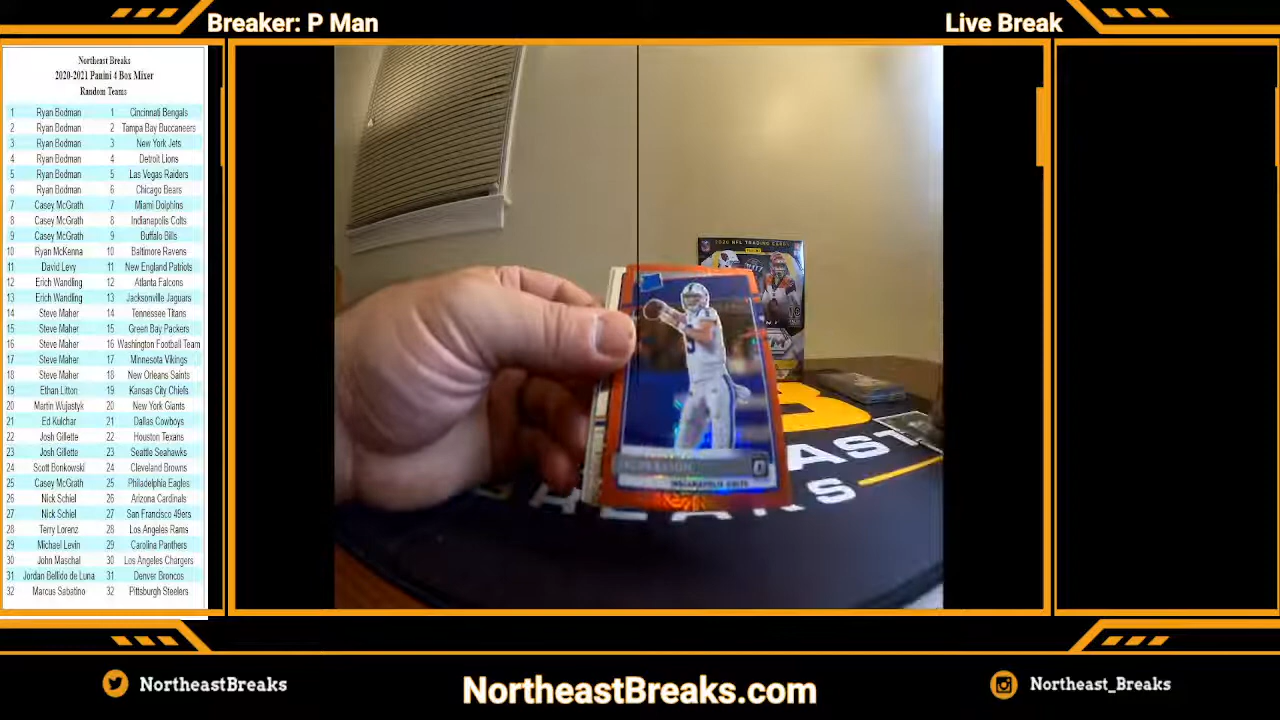 Breaker: P Man
Live Break
Northeast Breaks
2020-2021 Panini 4 Box Mixer
Random Teams
1 Ryan Bodman 1 Cincinnati Bengals
2 Ryan Bodman 2 Tampa Bay Buccaneers
3 Ryan Bodman 3 New York Jets
4 Ryan Bodman 4 Detroit Lions
5 Ryan Bodman 5 Las Vegas Raiders
6 Ryan Bodman 6 Chicago Bears
7 Casey McGrath 7 Miami Dolphins
8 Casey McGrath 8 Indianapolis Colts
9 Casey McGrath 9 Buffalo Bills
10 Ryan McKenna 10 Baltimore Ravens
11 David Levy 11 New England Patriots
12 Erich Wandling 12 Atlanta Falcons
13 Erich Wandling 13 Jacksonville Jaguars
14 Steve Maher 14 Tennessee Titans
15 Steve Maher 15 Green Bay Packers
16 Steve Maher 16 Washington Football Team
17 Steve Maher 17 Minnesota Vikings
18 Steve Maher 18 New Orleans Saints
19 Ethan Litton 19 Kansas City Chiefs
20 Martin Wujastyk 20 New York Giants
21 Ed Kulchar 21 Dallas Cowboys
22 Josh Gillette 22 Houston Texans
23 Josh Gillette 23 Seattle Seahawks
24 Scott Bonkowski 24 Cleveland Browns
25 Casey McGrath 25 Philadelphia Eagles
26 Nick Schiel 26 Arizona Cardinals
27 Nick Schiel 27 San Francisco 49ers
28 Terry Lorenz 28 Los Angeles Rams
29 Michael Levin 29 Carolina Panthers
30 John Maschal 30 Los Angeles Chargers
31 Jordan Bellido de Luna 31 Denver Broncos
32 Marcus Sabatino 32 Pittsburgh Steelers
2020 NFL TRADING CARDS
INDIANAPOLIS COLTS
AST
NortheastBreaks
NortheastBreaks.com
Northeast_Breaks